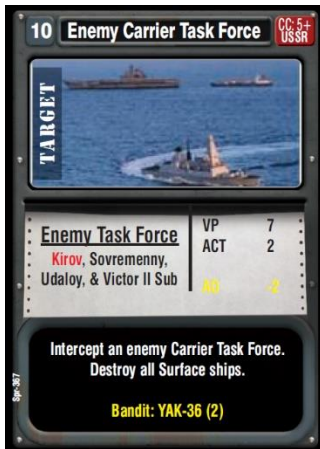 10 Enemy Carrier Task Force CC: 5+
USSR
TARGET
Enemy Task Force
Kirov, Sovremenny,
Udaloy, & Victor II Sub
VP 7
ACT 2
AD -2
Intercept an enemy Carrier Task Force.
Destroy all Surface ships.
Bandit: YAK-36 (2)
Spr-367